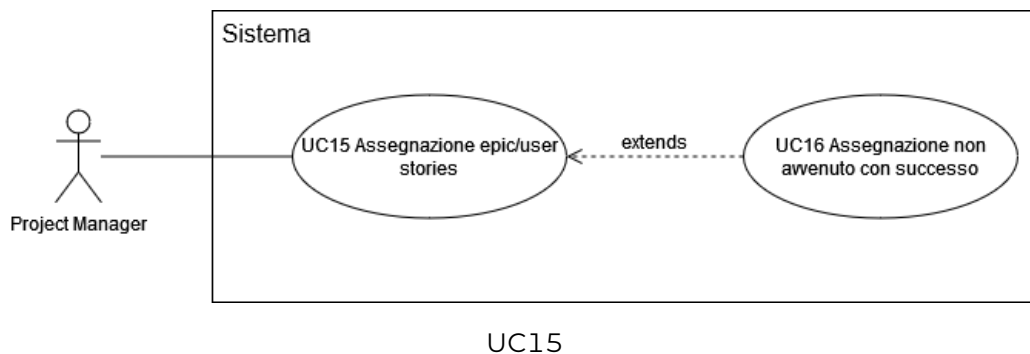 Sistema
UC15 Assegnazione epic/user
stories
extends
UC16 Assegnazione non
avvenuto con successo
Project Manager
UC15